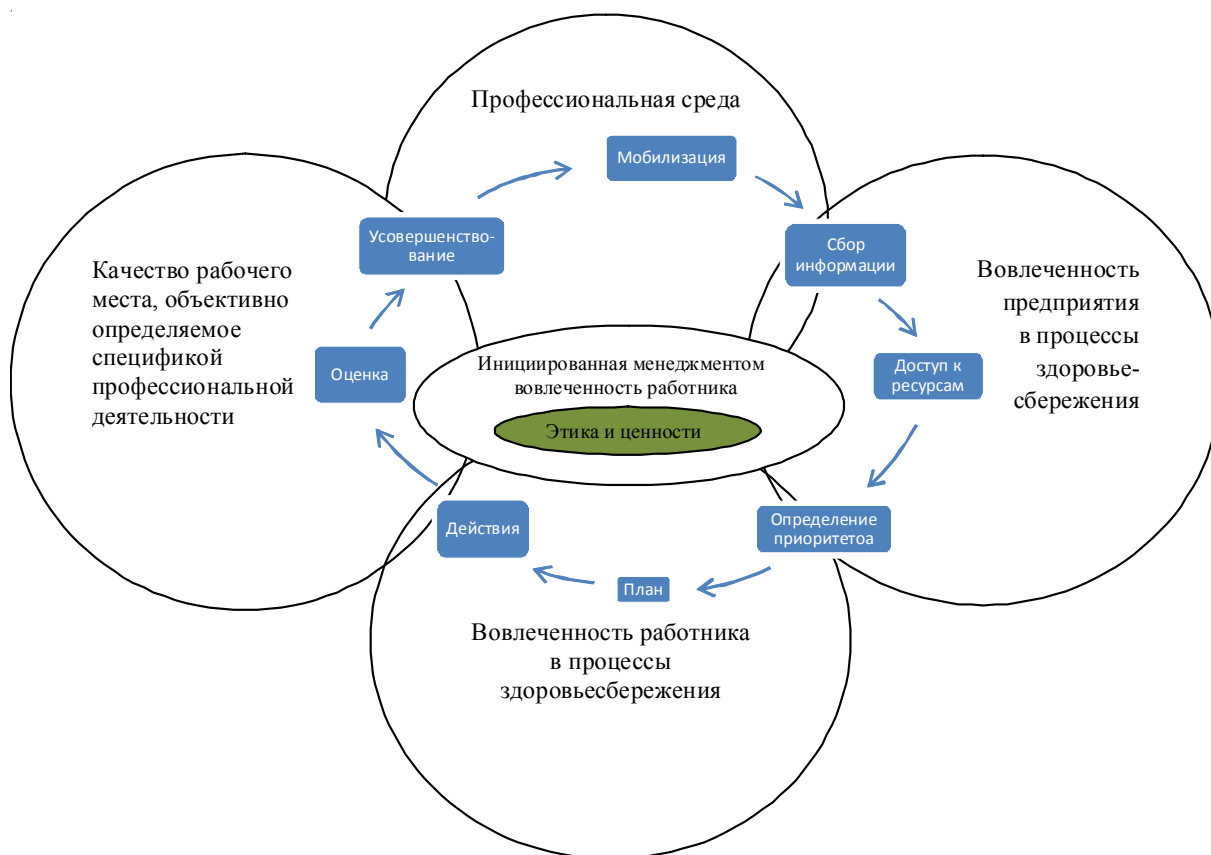 Профессиональная среда
Мобилизация
Усовершенство-
вание
Сбор
информации
Качество рабочего
места, объективно
определяемое
спецификой
профессиональной
деятельности
Вовлеченность
предприятия
в процессы
здоровье-
сбережения
Оценка
Инициированная менеджментом
вовлеченность работника
Этика и ценности
Доступ к
ресурсам
Действия
Определение
приоритетоа
План
Вовлеченность работника
в процессы
здоровьесбережения